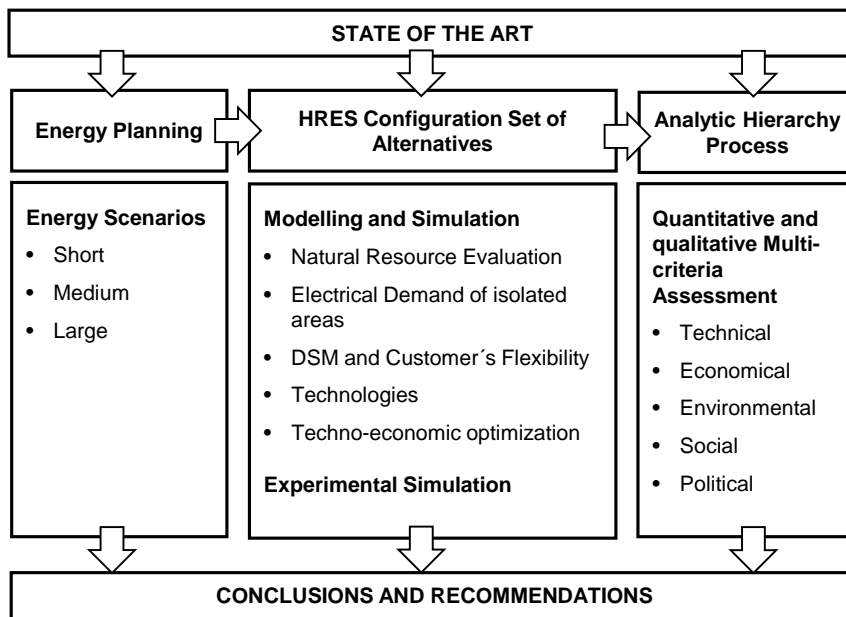 STATE OF THE ART
Energy Planning
HRES Configuration Set of
Alternatives
Analytic Hierarchy
Process
Energy Scenarios
• Short
• Medium
• Large
Modelling and Simulation
• Natural Resource Evaluation
• Electrical Demand of isolated
areas
• DSM and Customer´s Flexibility
• Technologies
• Techno-economic optimization
Experimental Simulation
Quantitative and
qualitative Multi-
criteria
Assessment
• Technical
• Economical
• Environmental
• Social
• Political
CONCLUSIONS AND RECOMMENDATIONS